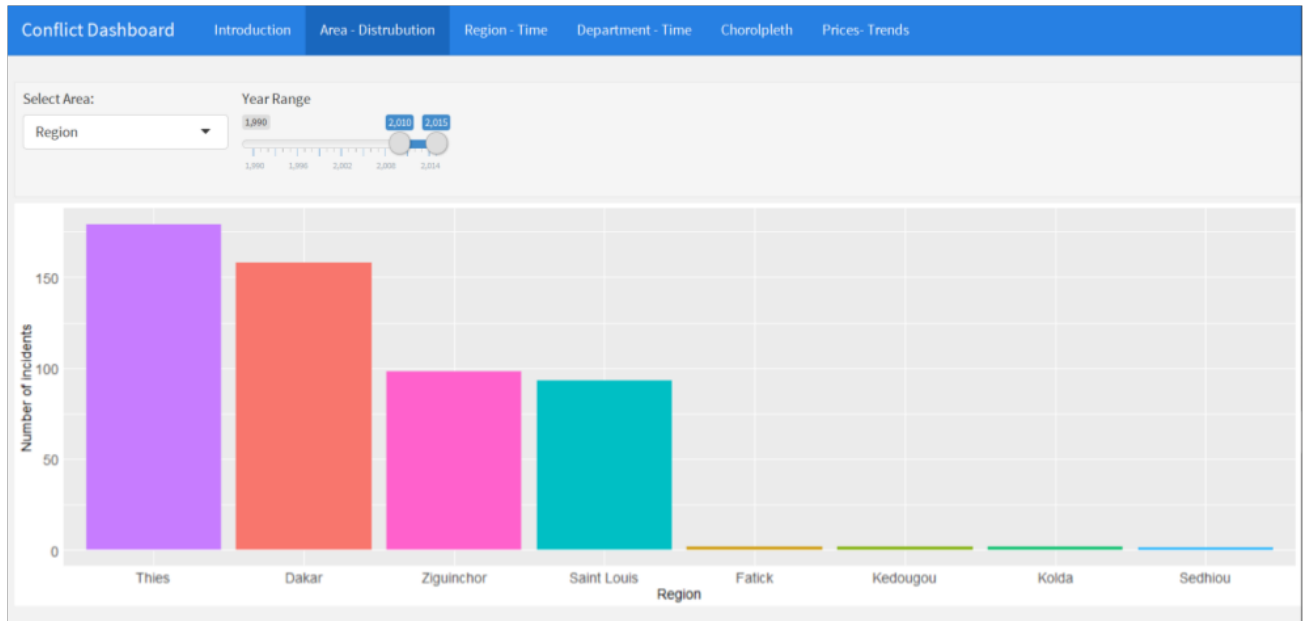 Conflict Dashboard Introduction Area - Distrubution Region - Time Department - Time Chorolpleth Prices- Trends
Select Area:
Region
Year Range
1,990 2,010 2,015
1,990 1,996 2,002 2,008 2,014
Number of incidents
150
100
50
0
Thies Dakar Ziguinchor Saint Louis Fatick Kedougou Kolda Sedhiou
Region